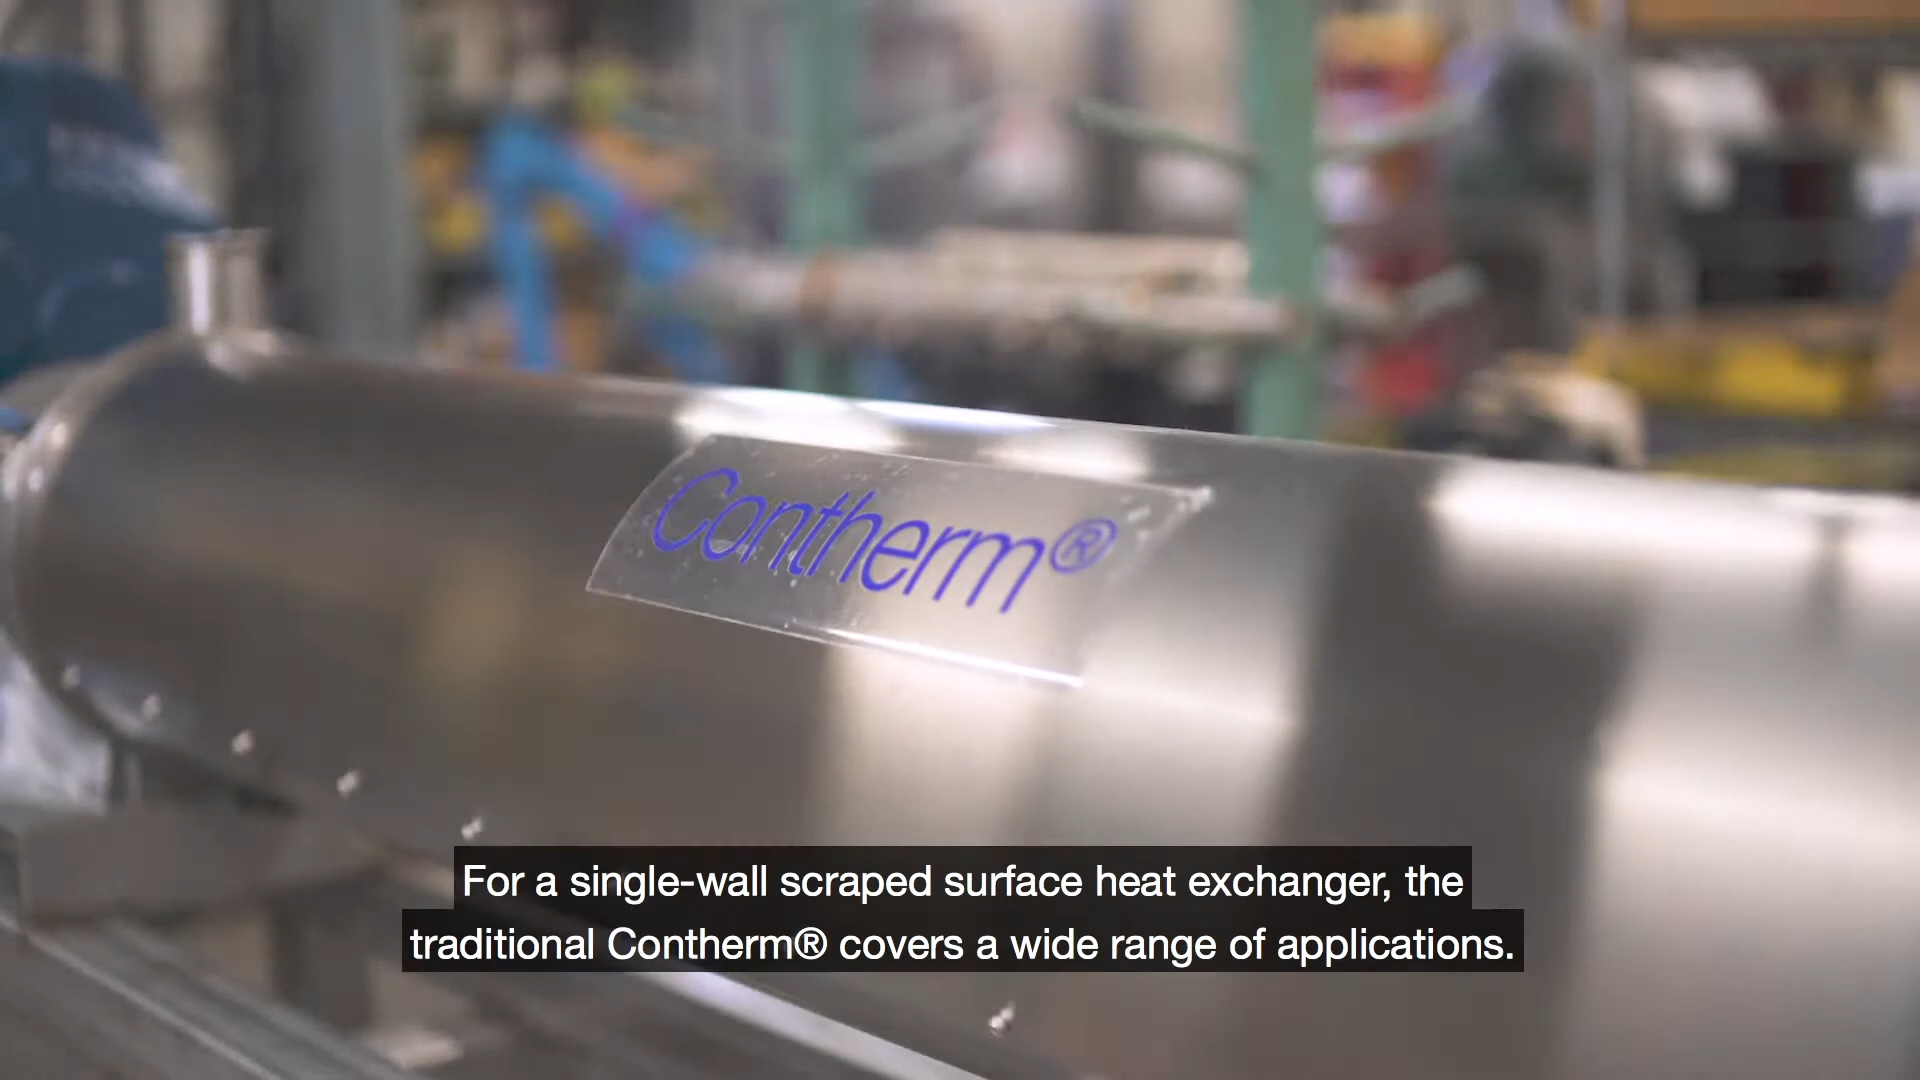 Contherm®
For a single-wall scraped surface heat exchanger, the
traditional Contherm® covers a wide range of applications.